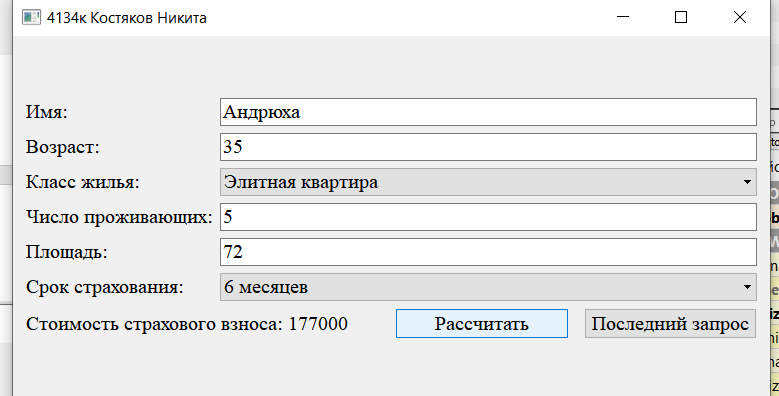 4134к Костяков Никита
Имя: Андрюха
Возраст: 35
Класс жилья: Элитная квартира
Число проживающих: 5
Площадь: 72
Срок страхования: 6 месяцев
Стоимость страхового взноса: 177000 Рассчитать Последний запрос